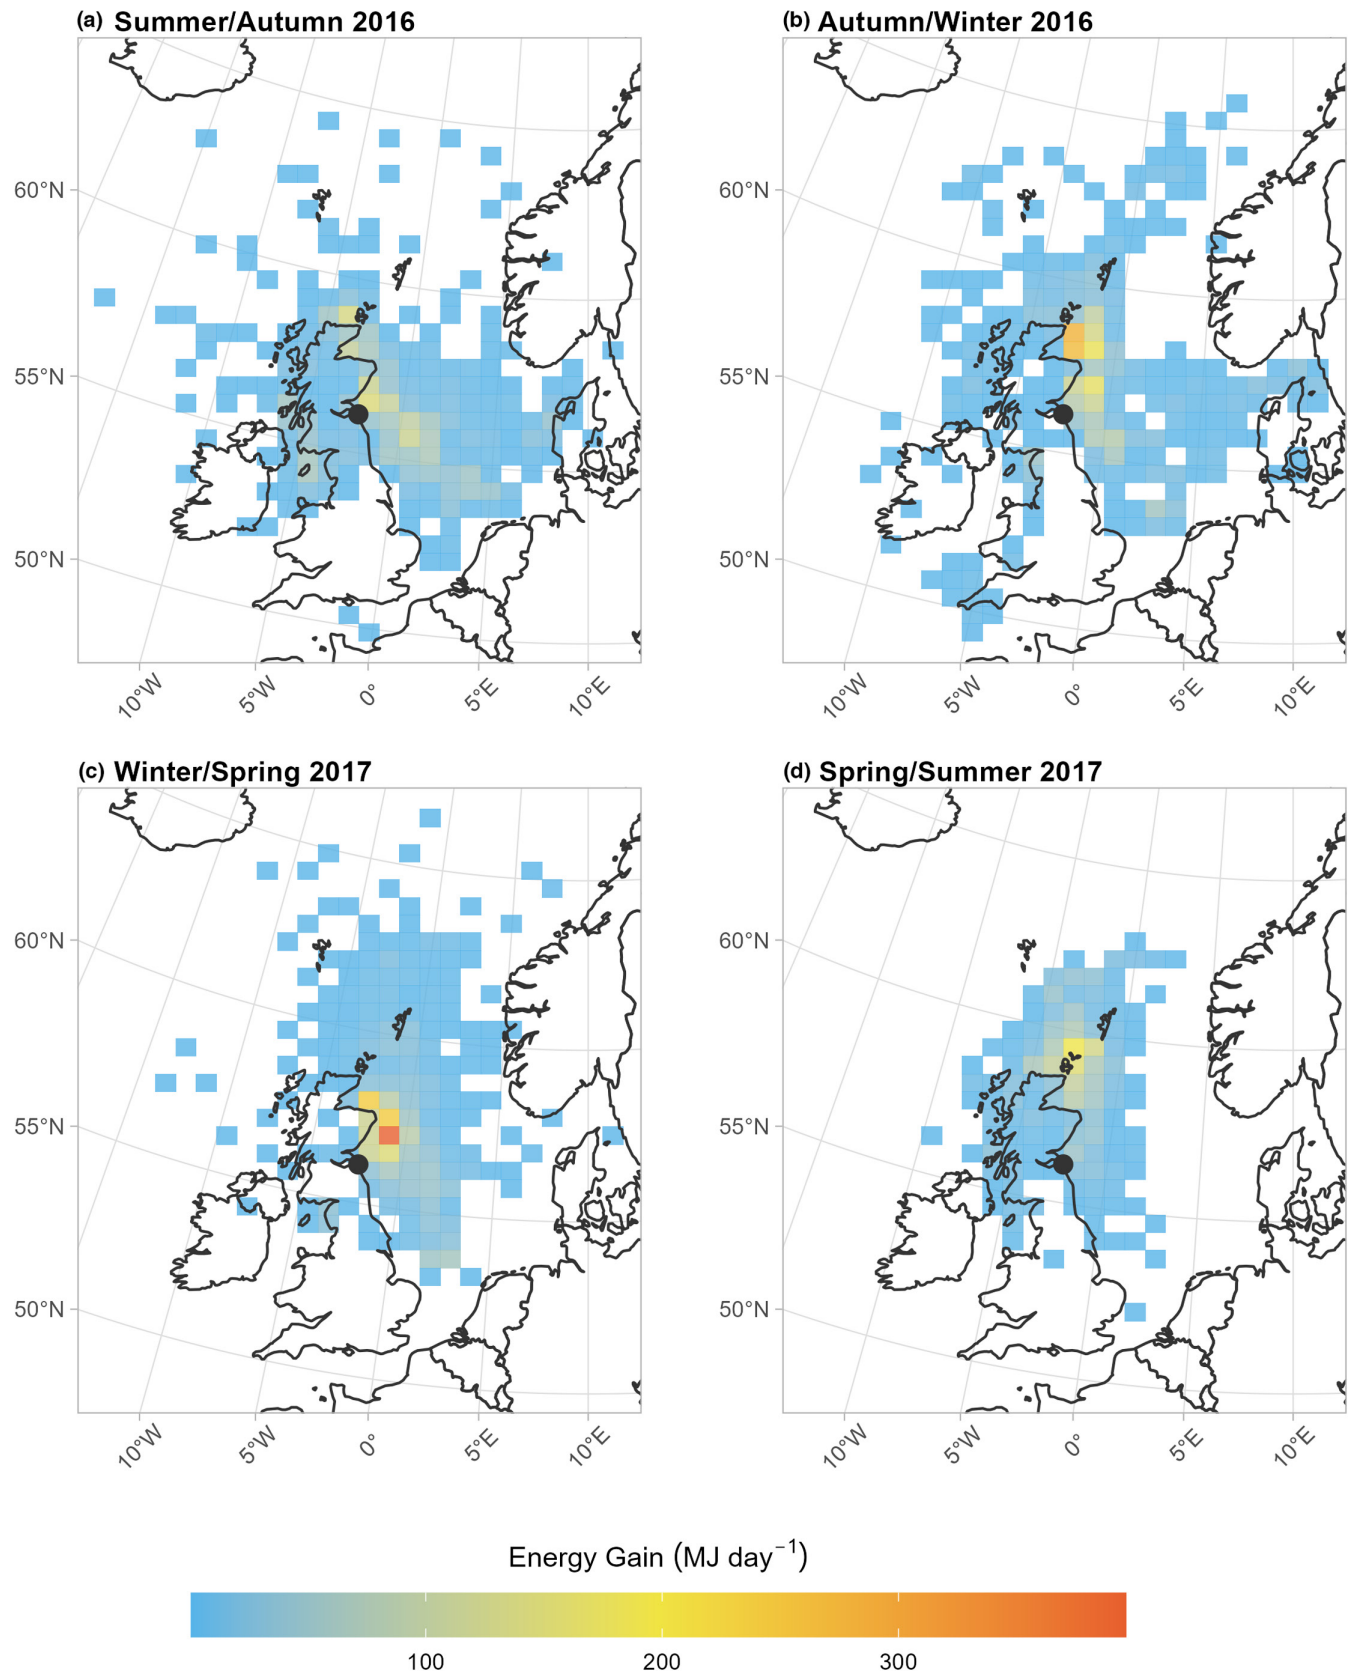 (a) Summer/Autumn 2016
(b) Autumn/Winter 2016
60°N
55°N
50°N
10°W
5°W
0°
5°E
10°E
60°N
55°N
50°N
10°W
5°W
0°
5°E
10°E
(c) Winter/Spring 2017
(d) Spring/Summer 2017
60°N
55°N
50°N
10°W
5°W
0°
5°E
10°E
60°N
55°N
50°N
10°W
5°W
0°
5°E
10°E
Energy Gain (MJ day⁻¹)
100 200 300